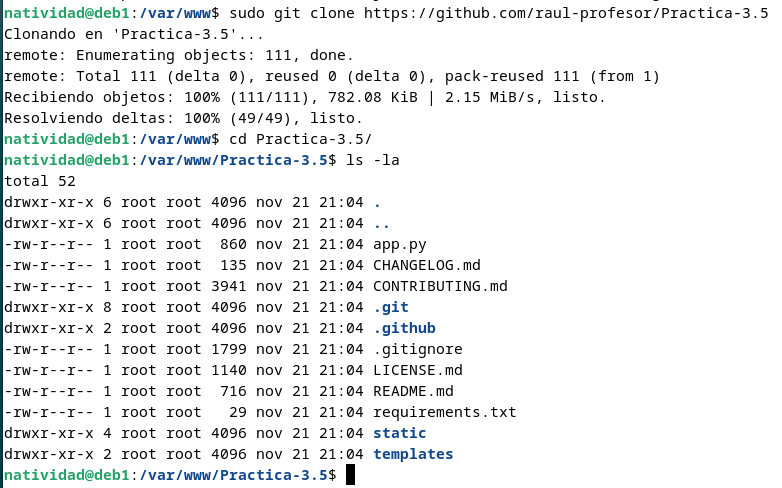 natividad@deb1:/var/www$ sudo git clone https://github.com/raul-profesor/Practica-3.5
Clonando en 'Practica-3.5'...
remote: Enumerating objects: 111, done.
remote: Total 111 (delta 0), reused 0 (delta 0), pack-reused 111 (from 1)
Recibiendo objetos: 100% (111/111), 782.08 KiB | 2.15 MiB/s, listo.
Resolviendo deltas: 100% (49/49), listo.
natividad@deb1:/var/www$ cd Practica-3.5/
natividad@deb1:/var/www/Practica-3.5$ ls -la
total 52
drwxr-xr-x 6 root root 4096 nov 21 21:04 .
drwxr-xr-x 6 root root 4096 nov 21 21:04 ..
-rw-r--r-- 1 root root  860 nov 21 21:04 app.py
-rw-r--r-- 1 root root  135 nov 21 21:04 CHANGELOG.md
-rw-r--r-- 1 root root 3941 nov 21 21:04 CONTRIBUTING.md
drwxr-xr-x 8 root root 4096 nov 21 21:04 .git
drwxr-xr-x 2 root root 4096 nov 21 21:04 .github
-rw-r--r-- 1 root root 1799 nov 21 21:04 .gitignore
-rw-r--r-- 1 root root 1140 nov 21 21:04 LICENSE.md
-rw-r--r-- 1 root root  716 nov 21 21:04 README.md
-rw-r--r-- 1 root root   29 nov 21 21:04 requirements.txt
drwxr-xr-x 4 root root 4096 nov 21 21:04 static
drwxr-xr-x 2 root root 4096 nov 21 21:04 templates
natividad@deb1:/var/www/Practica-3.5$